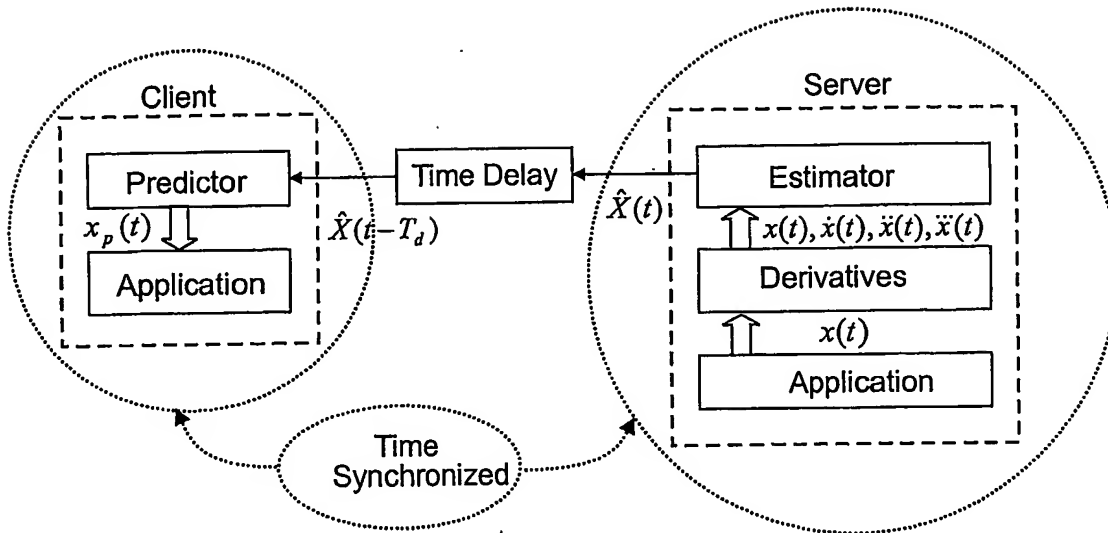 Client
Predictor
x_p(t)
Application
Time Delay
X̂(t−T_d)
X̂(t)
Server
Estimator
x(t), ẋ(t), ẍ(t), x⃛(t)
Derivatives
x(t)
Application
Time
Synchronized